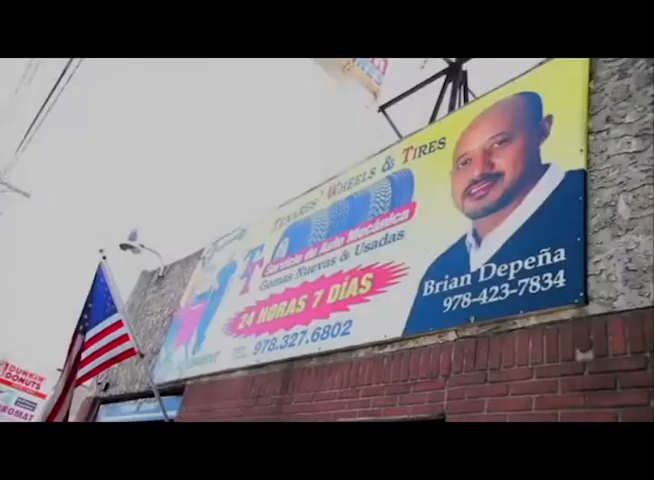 TAVARES WHEELS & TIRES
Servicio de Auto Mecánica
Gomas Nuevas & Usadas
24 HORAS 7 DÍAS
TEL. 978.327.6802
Brian Depeña
978-423-7834
DUNKIN'
DONUTS